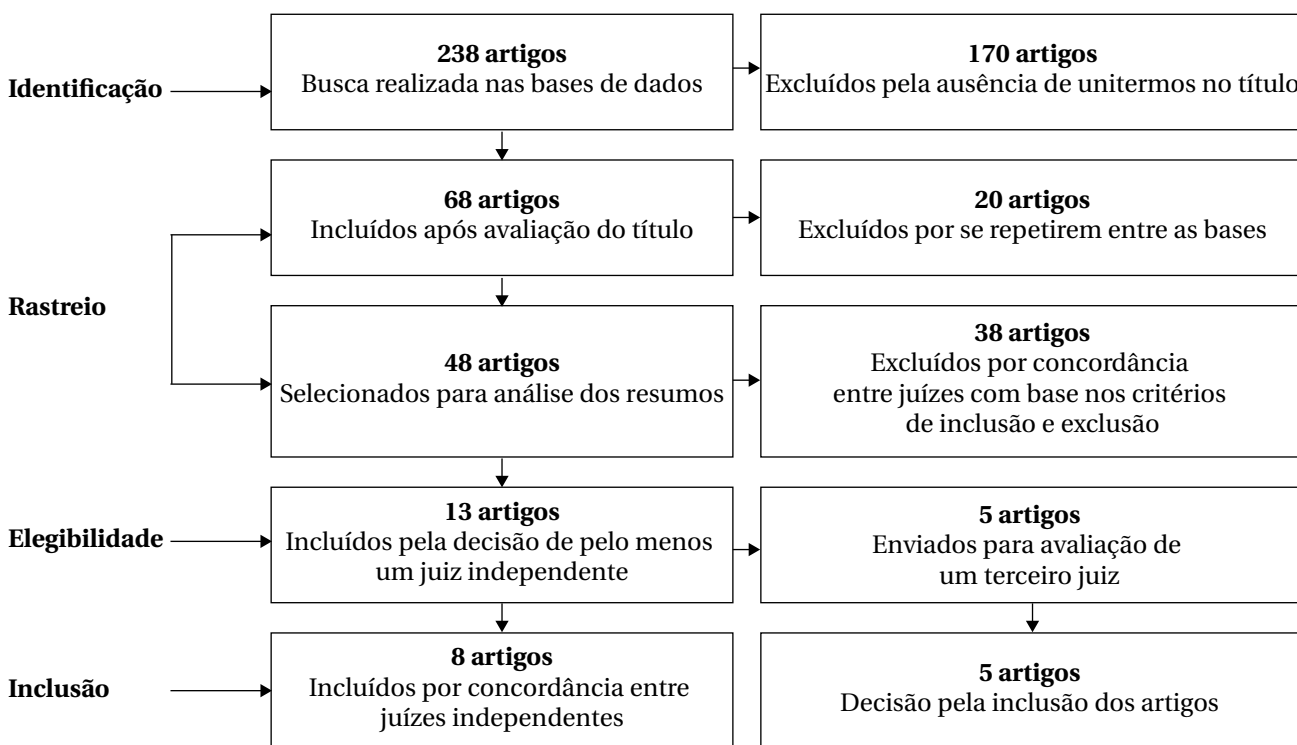 Identificação
238 artigos
Busca realizada nas bases de dados
170 artigos
Excluídos pela ausência de unitermos no título
Rastreio
68 artigos
Incluídos após avaliação do título
20 artigos
Excluídos por se repetirem entre as bases
48 artigos
Selecionados para análise dos resumos
38 artigos
Excluídos por concordância
entre juízes com base nos critérios
de inclusão e exclusão
Elegibilidade
13 artigos
Incluídos pela decisão de pelo menos
um juiz independente
5 artigos
Enviados para avaliação de
um terceiro juiz
Inclusão
8 artigos
Incluídos por concordância entre
juízes independentes
5 artigos
Decisão pela inclusão dos artigos